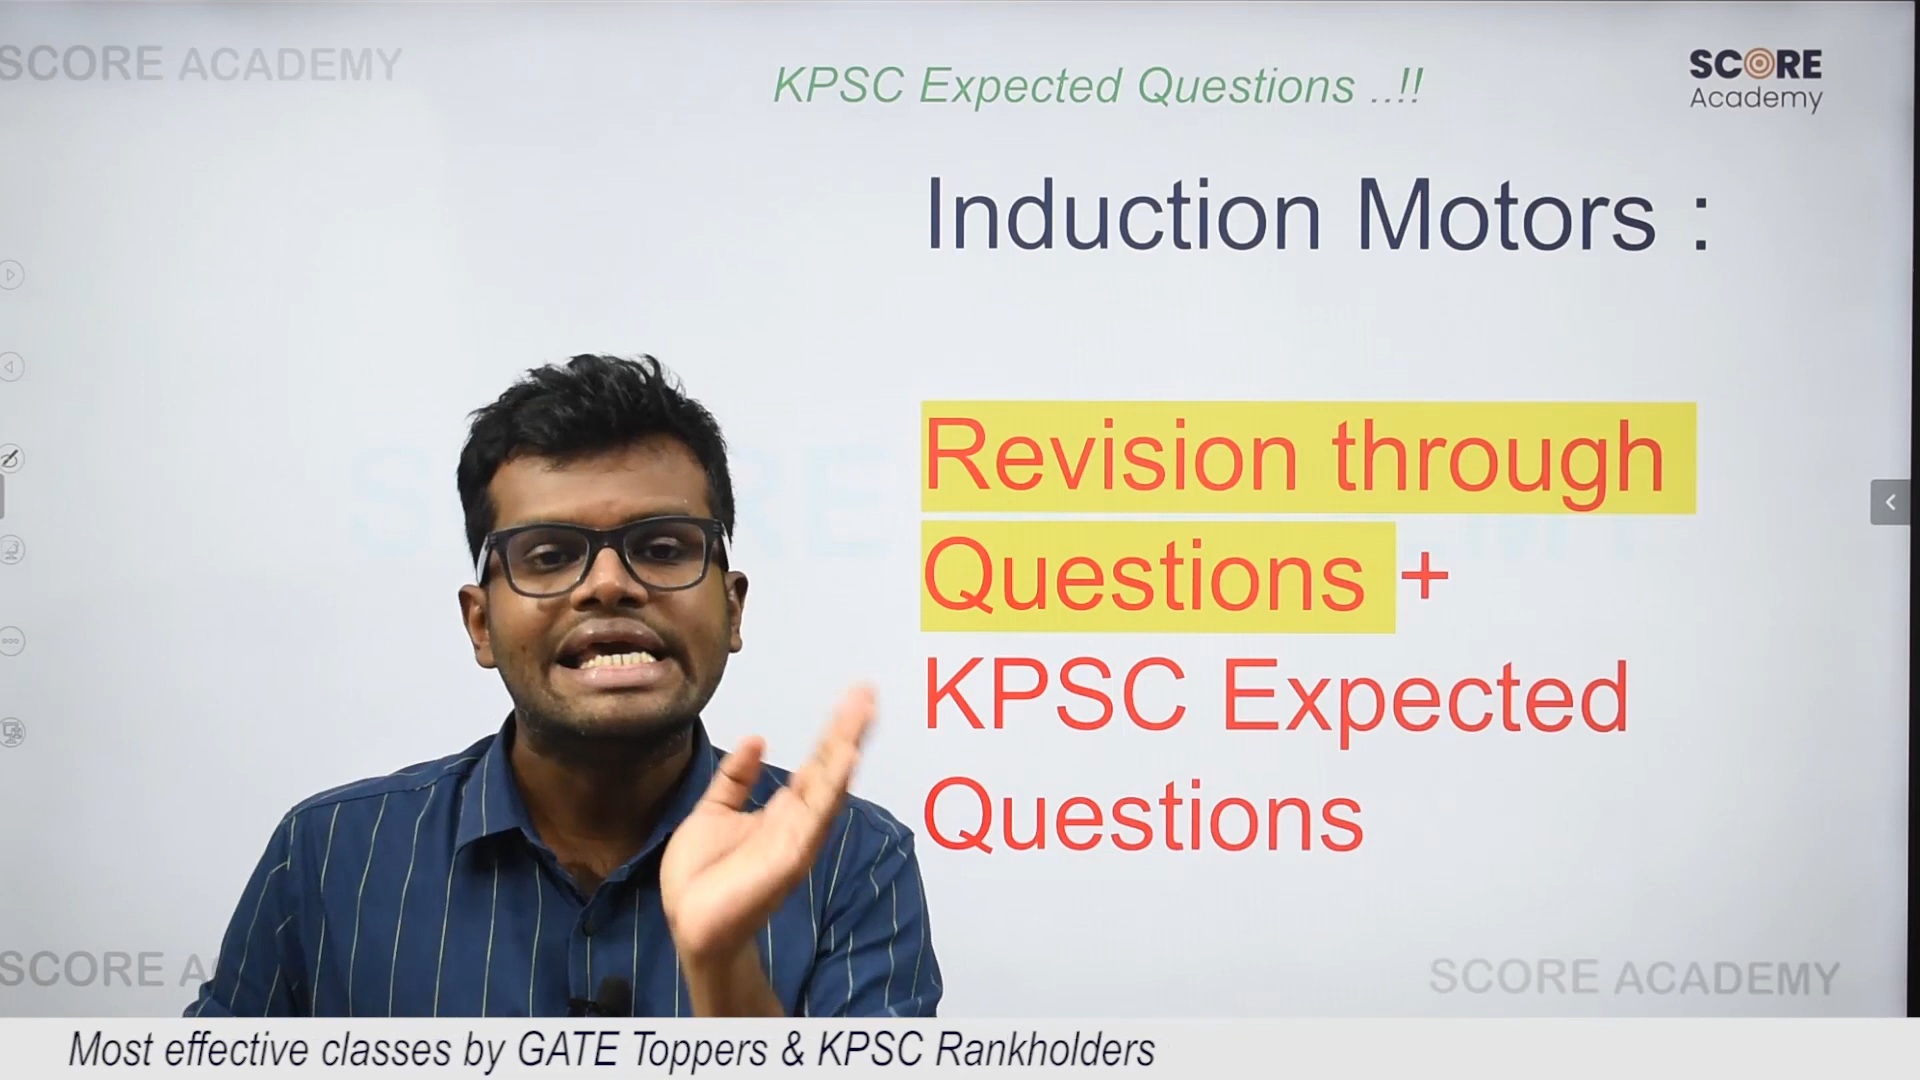 SCORE ACADEMY
KPSC Expected Questions ..!!
SCORE
Academy
Induction Motors :
Revision through
Questions +
KPSC Expected
Questions
SCORE A
SCORE ACADEMY
Most effective classes by GATE Toppers & KPSC Rankholders